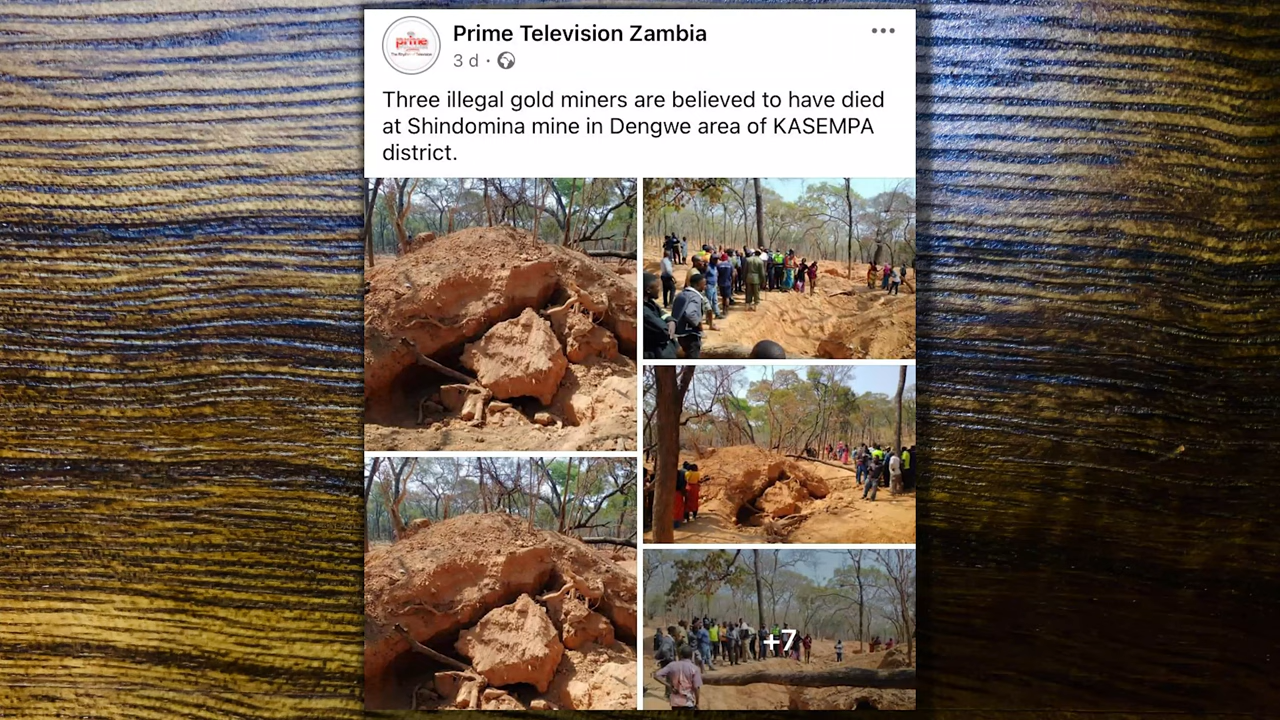 Prime Television Zambia
3 d ·
Three illegal gold miners are believed to have died
at Shindomina mine in Dengwe area of KASEMPA
district.
prime
+7